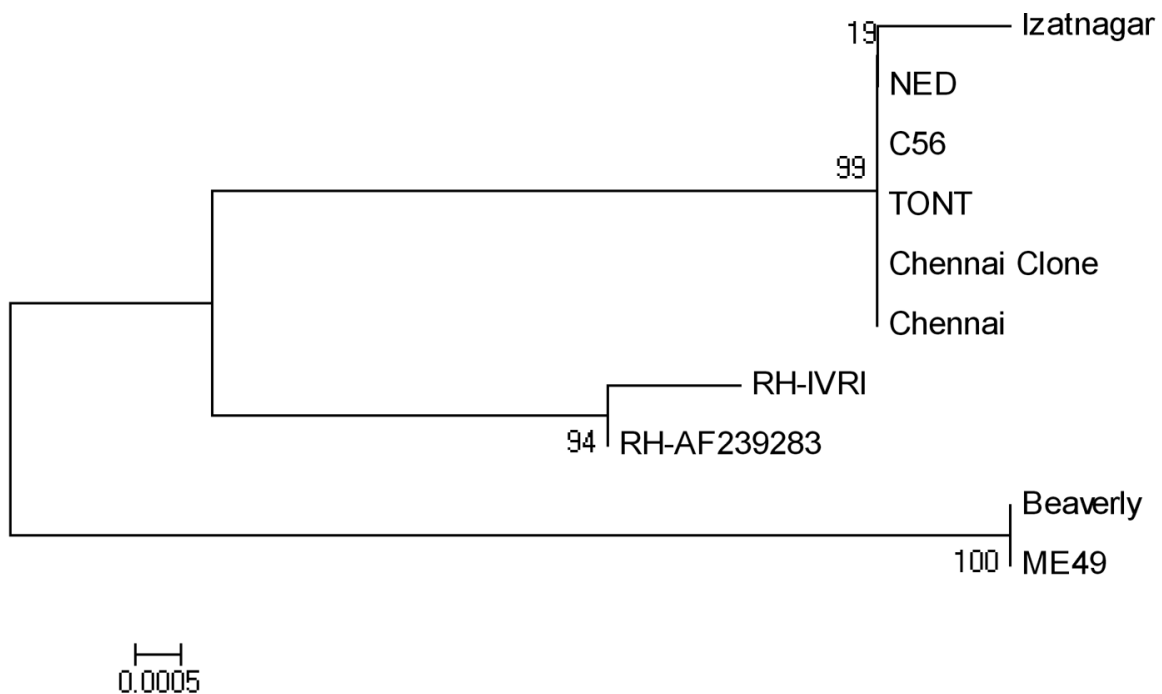 Izatnagar
19
NED
C56
99
TONT
Chennai Clone
Chennai
RH-IVRI
94 RH-AF239283
Beaverly
100 ME49
0.0005